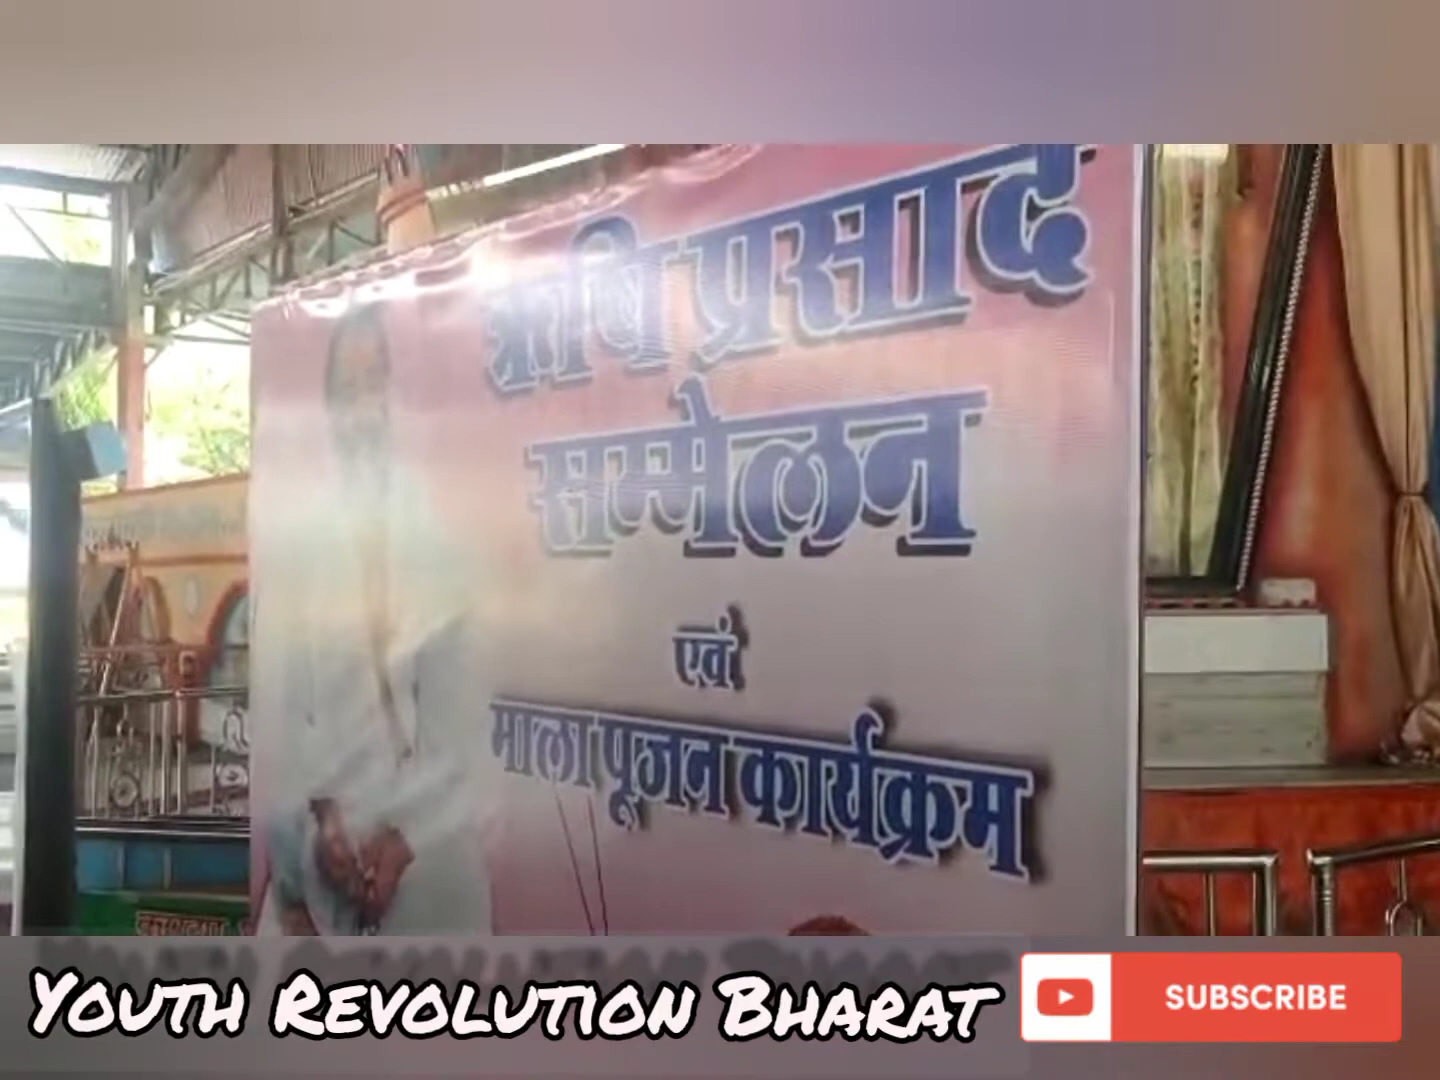 ऋषि प्रसाद
सम्मेलन
एवं
माला पूजन कार्यक्रम
YOUTH REVOLUTION BHARAT
SUBSCRIBE